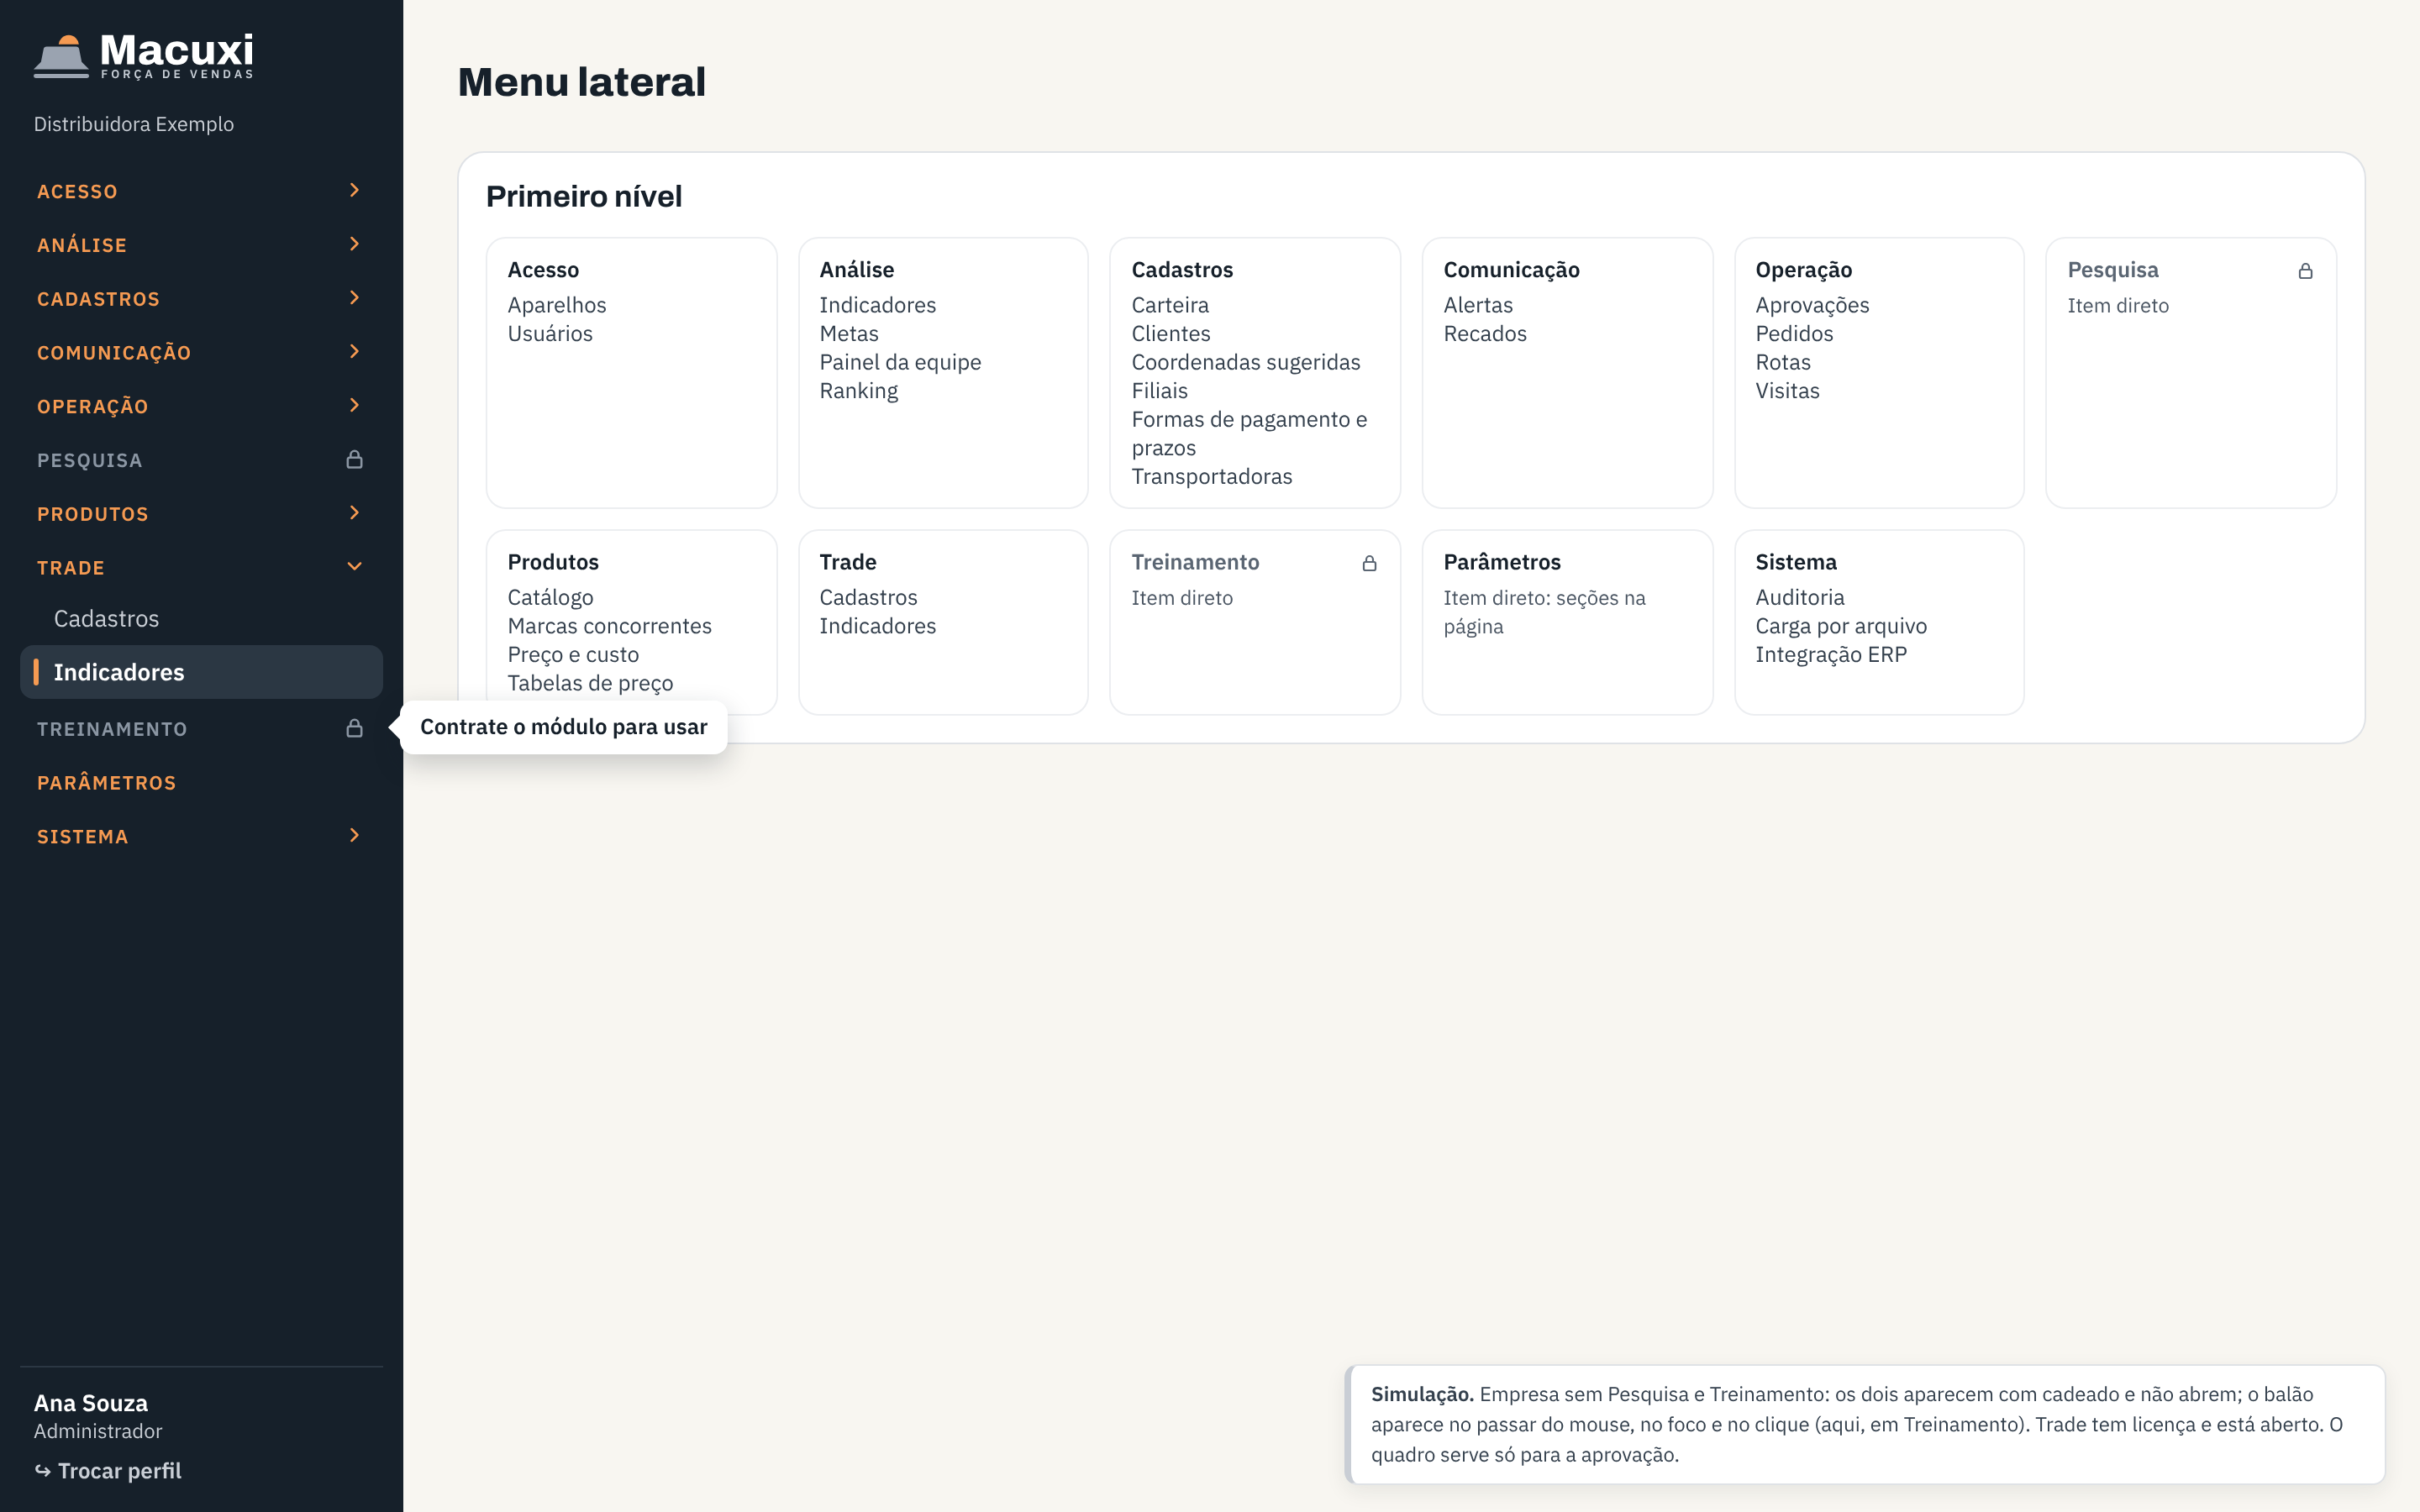 Macuxi
FORÇA DE VENDAS
Distribuidora Exemplo
ACESSO
ANÁLISE
CADASTROS
COMUNICAÇÃO
OPERAÇÃO
PESQUISA
PRODUTOS
TRADE
Cadastros
Indicadores
TREINAMENTO
Contrate o módulo para usar
PARÂMETROS
SISTEMA
Ana Souza
Administrador
Trocar perfil
Menu lateral
Primeiro nível
Acesso
Aparelhos
Usuários
Análise
Indicadores
Metas
Painel da equipe
Ranking
Cadastros
Carteira
Clientes
Coordenadas sugeridas
Filiais
Formas de pagamento e
prazos
Transportadoras
Comunicação
Alertas
Recados
Operação
Aprovações
Pedidos
Rotas
Visitas
Pesquisa
Item direto
Produtos
Catálogo
Marcas concorrentes
Preço e custo
Tabelas de preço
Trade
Cadastros
Indicadores
Treinamento
Item direto
Parâmetros
Item direto: seções na
página
Sistema
Auditoria
Carga por arquivo
Integração ERP
Simulação. Empresa sem Pesquisa e Treinamento: os dois aparecem com cadeado e não abrem; o balão
aparece no passar do mouse, no foco e no clique (aqui, em Treinamento). Trade tem licença e está aberto. O
quadro serve só para a aprovação.